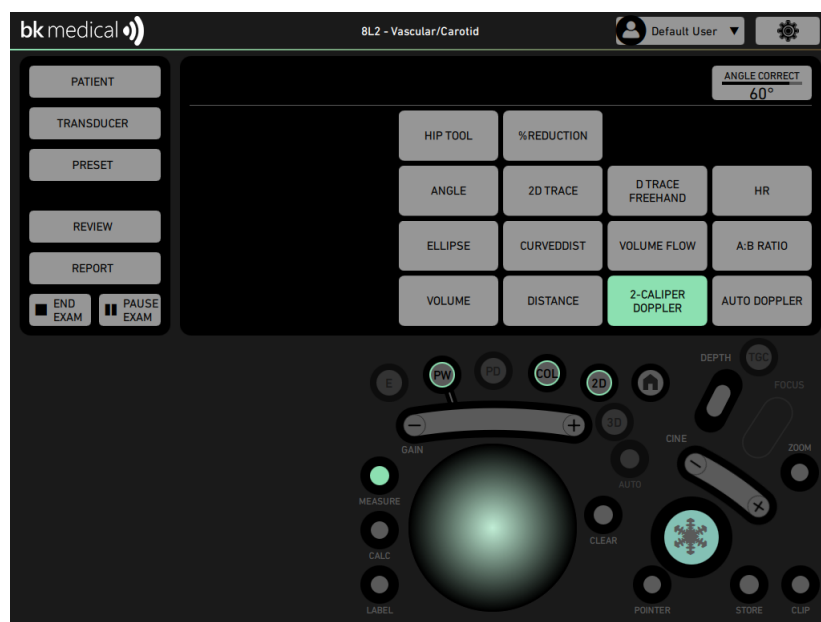 bkmedical
8L2 - Vascular/Carotid
Default User
PATIENT
TRANSDUCER
PRESET
REVIEW
REPORT
END
EXAM
PAUSE
EXAM
ANGLE CORRECT
60°
HIP TOOL
%REDUCTION
ANGLE
2D TRACE
D TRACE
FREEHAND
HR
ELLIPSE
CURVEDDIST
VOLUME FLOW
A:B RATIO
VOLUME
DISTANCE
2-CALIPER
DOPPLER
AUTO DOPPLER
E
PW
PD
COL
2D
DEPTH
TGC
FOCUS
GAIN
3D
CINE
ZOOM
AUTO
MEASURE
CALC
CLEAR
LABEL
POINTER
STORE
CLIP